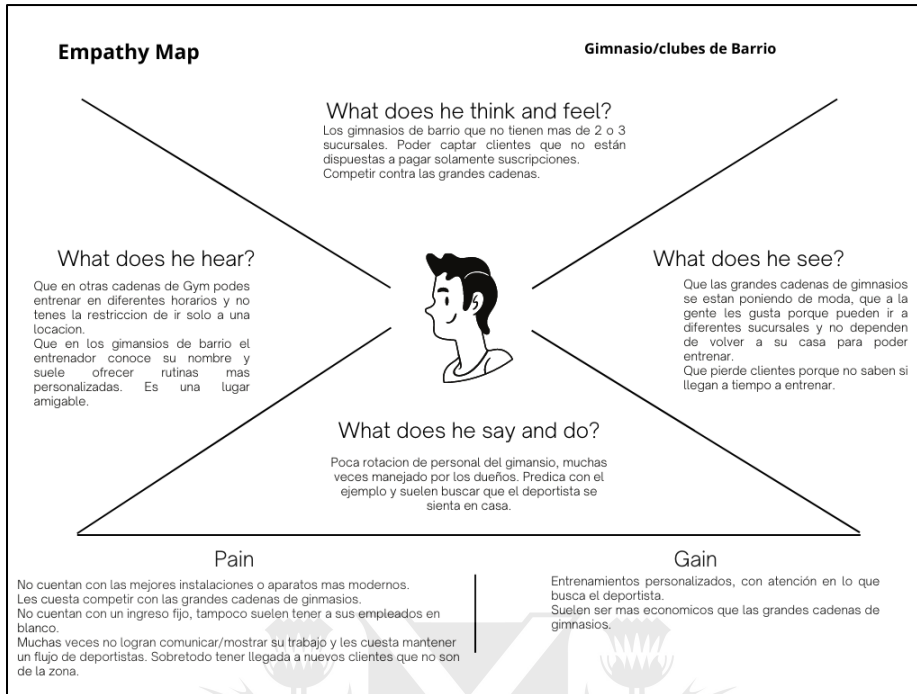 Empathy Map
Gimnasio/clubes de Barrio
What does he think and feel?
Los gimnasios de barrio que no tienen mas de 2 o 3
sucursales. Poder captar clientes que no están
dispuestas a pagar solamente suscripciones.
Competir contra las grandes cadenas.
What does he hear?
Que en otras cadenas de Gym podes
entrenar en diferentes horarios y no
tenes la restriccion de ir solo a una
locacion.
Que en los gimansios de barrio el
entrenador conoce su nombre y
suele ofrecer rutinas mas
personalizadas. Es una lugar
amigable.
What does he see?
Que las grandes cadenas de gimnasios
se estan poniendo de moda, que a la
gente les gusta porque pueden ir a
diferentes sucursales y no dependen
de volver a su casa para poder
entrenar.
Que pierde clientes porque no saben si
llegan a tiempo a entrenar.
What does he say and do?
Poca rotacion de personal del gimansio, muchas
veces manejado por los dueños. Predica con el
ejemplo y suelen buscar que el deportista se
sienta en casa.
Pain
No cuentan con las mejores instalaciones o aparatos mas modernos.
Les cuesta competir con las grandes cadenas de ginmasios.
No cuentan con un ingreso fijo, tampoco suelen tener a sus empleados en
blanco.
Muchas veces no logran comunicar/mostrar su trabajo y les cuesta mantener
un flujo de deportistas. Sobretodo tener llegada a nuevos clientes que no son
de la zona.
Gain
Entrenamientos personalizados, con atención en lo que
busca el deportista.
Suelen ser mas economicos que las grandes cadenas de
gimnasios.